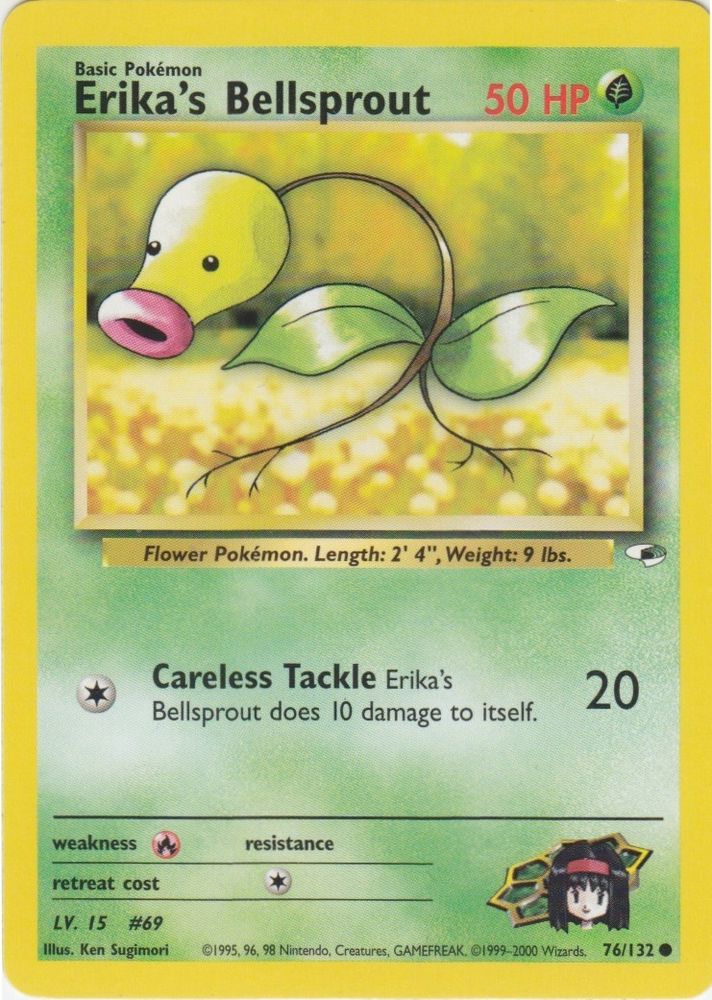 Basic Pokémon
Erika's Bellsprout 50 HP
Flower Pokémon. Length: 2' 4", Weight: 9 lbs.
Careless Tackle Erika's
Bellsprout does 10 damage to itself.
20
weakness resistance
retreat cost
LV. 15 #69
Illus. Ken Sugimori ©1995, 96, 98 Nintendo, Creatures, GAMEFREAK. ©1999–2000 Wizards. 76/132 ●